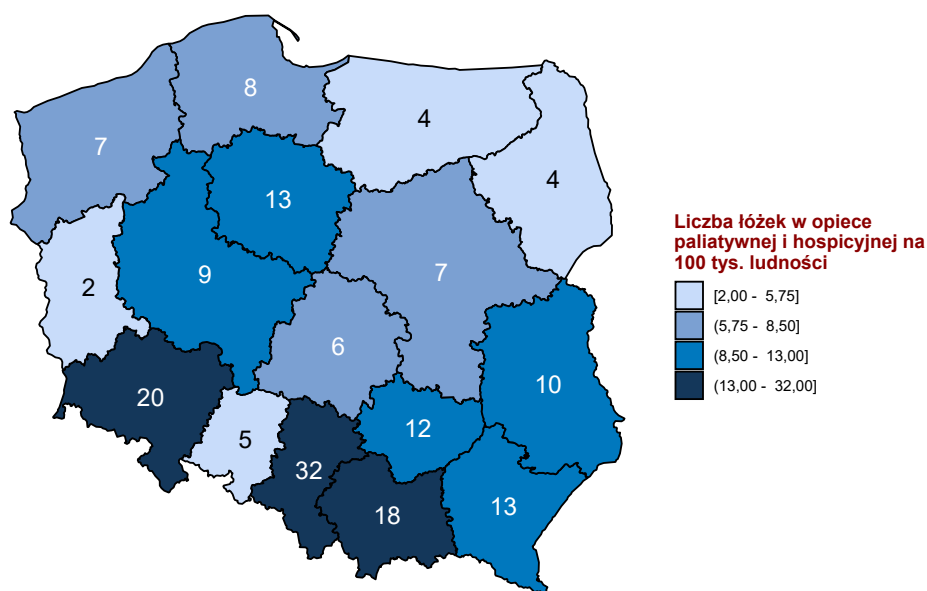 8
4
7
4
13
9
7
2
6
20
10
12
5
32
13
18
Liczba łóżek w opiece
paliatywnej i hospicyjnej na
100 tys. ludności
[2,00 - 5,75]
(5,75 - 8,50]
(8,50 - 13,00]
(13,00 - 32,00]